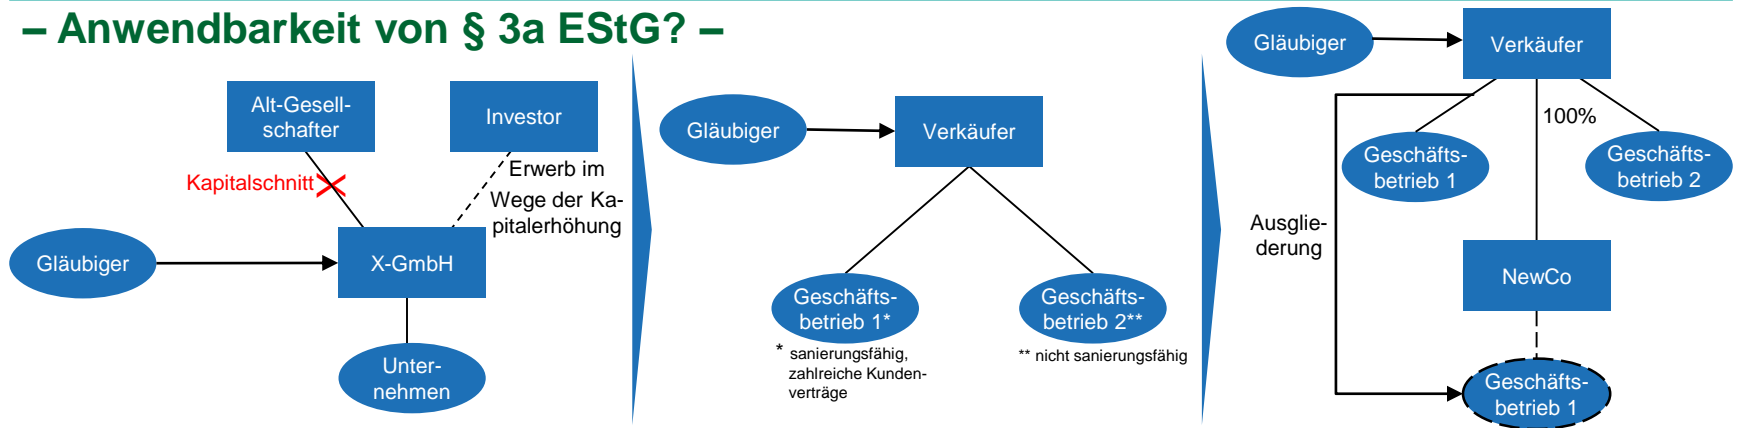 – Anwendbarkeit von § 3a EStG? –
Alt-Gesell-
schafter
Investor
Kapitalschnitt
Erwerb im
Wege der Ka-
pitalerhöhung
Gläubiger
X-GmbH
Unter-
nehmen
Gläubiger
Verkäufer
Geschäfts-
betrieb 1*
Geschäfts-
betrieb 2**
* sanierungsfähig,
zahlreiche Kunden-
verträge
** nicht sanierungsfähig
Gläubiger
Verkäufer
100%
Geschäfts-
betrieb 1
Geschäfts-
betrieb 2
Ausglie-
derung
NewCo
Geschäfts-
betrieb 1